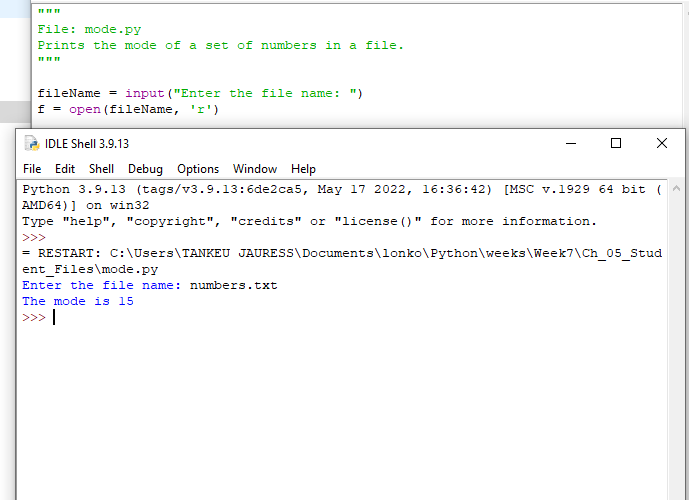 """
File: mode.py
Prints the mode of a set of numbers in a file.
"""
fileName = input("Enter the file name: ")
f = open(fileName, 'r')
IDLE Shell 3.9.13
File Edit Shell Debug Options Window Help
Python 3.9.13 (tags/v3.9.13:6de2ca5, May 17 2022, 16:36:42) [MSC v.1929 64 bit (
AMD64)] on win32
Type "help", "copyright", "credits" or "license()" for more information.
>>>
= RESTART: C:\Users\TANKEU JAURESS\Documents\lonko\Python\weeks\Week7\Ch_05_Stud
ent_Files\mode.py
Enter the file name: numbers.txt
The mode is 15
>>>